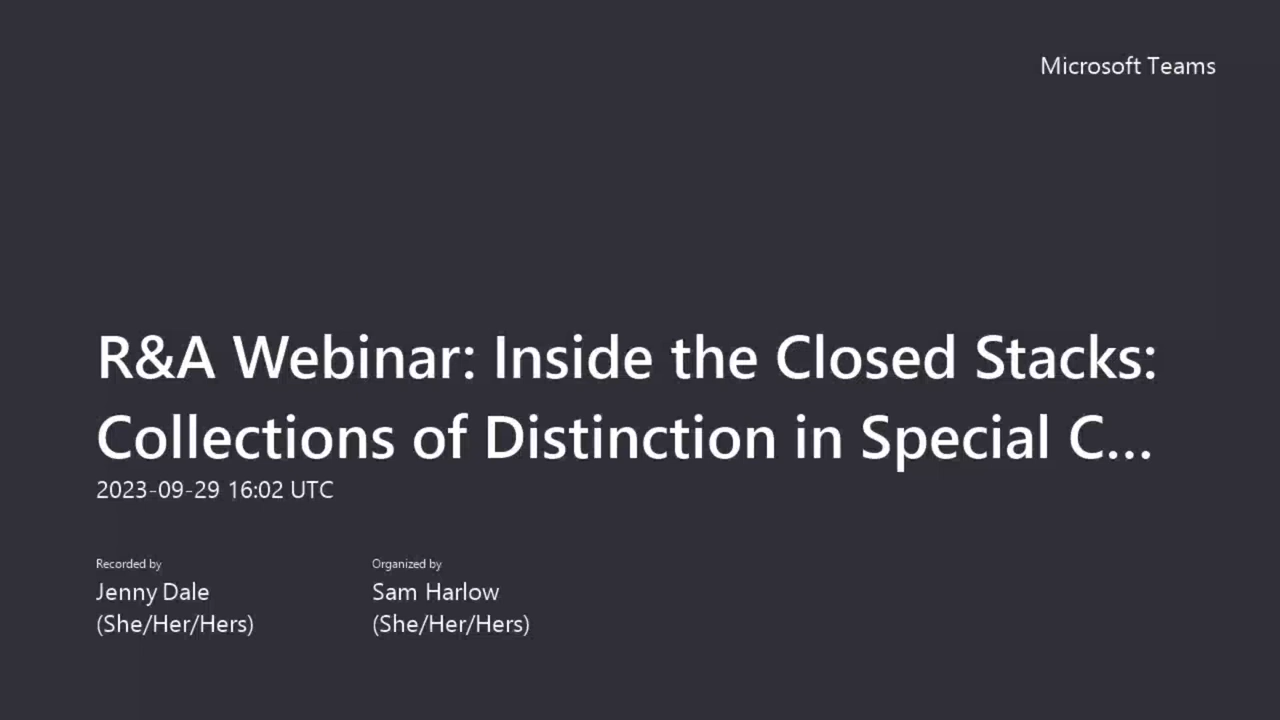 Microsoft Teams
R&A Webinar: Inside the Closed Stacks:
Collections of Distinction in Special C...
2023-09-29 16:02 UTC
Recorded by
Organized by
Jenny Dale
Sam Harlow
(She/Her/Hers)
(She/Her/Hers)